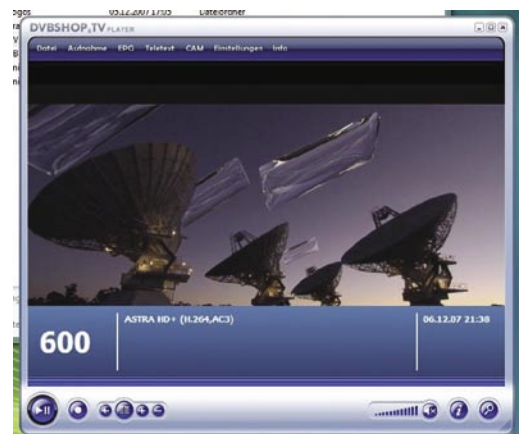 05.12.2007 17:05 Dateiordner
DVBSHOP,TV PLAYER
Datei Aufnahme EPG Teletext CAM Einstellungen Info
600
ASTRA HD+ (H.264,AC3)
06.12.07 21:38